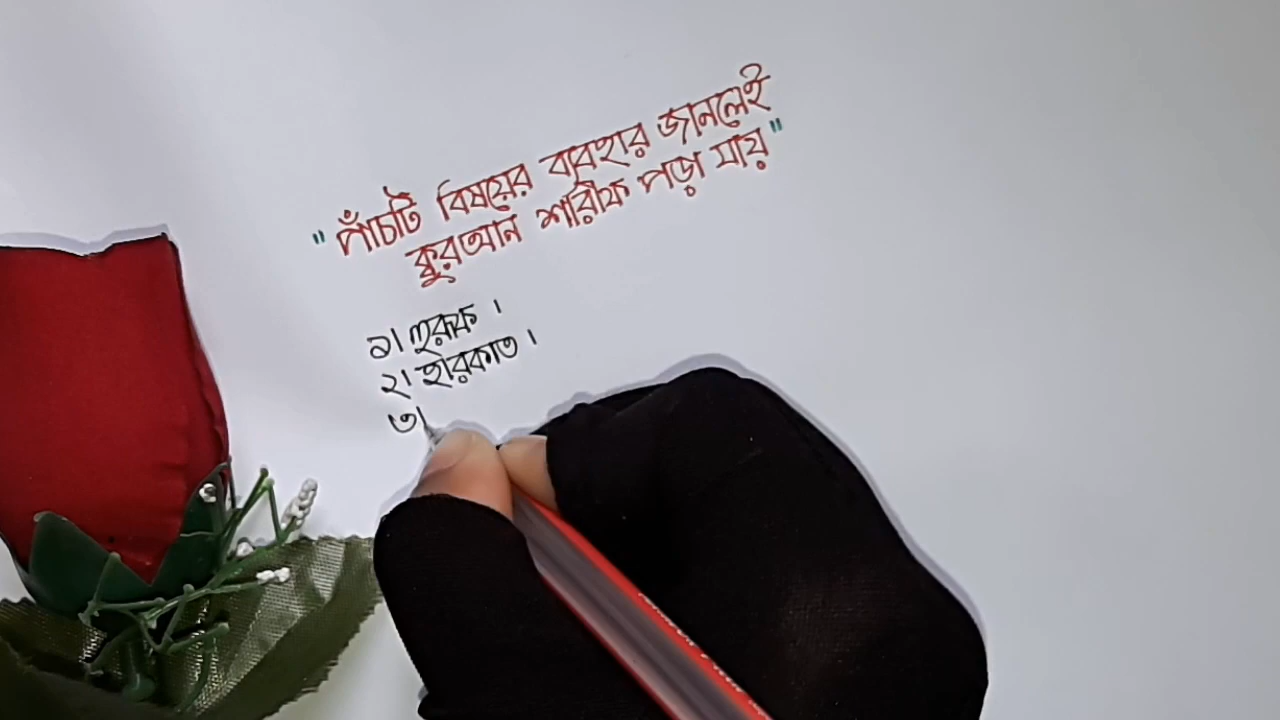 "পাঁচটি বিষয়ের ব্যবহার জানলেই
ক্বুরআন শরীফ পড়া যায়"
১। হুরূফ ।
২। হারকাত ।
৩।